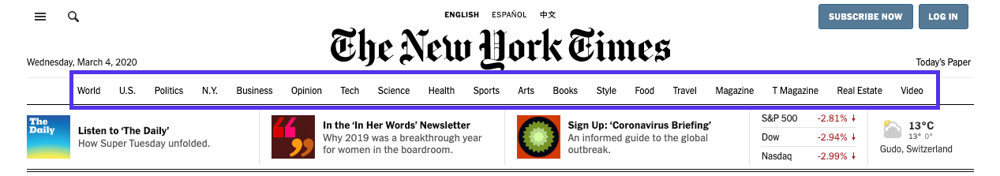 ENGLISH ESPAÑOL 中文
SUBSCRIBE NOW LOG IN
The New York Times
Wednesday, March 4, 2020
Today's Paper
World U.S. Politics N.Y. Business Opinion Tech Science Health Sports Arts Books Style Food Travel Magazine T Magazine Real Estate Video
The
Daily
Listen to ‘The Daily’
How Super Tuesday unfolded.
In the ‘In Her Words’ Newsletter
Why 2019 was a breakthrough year
for women in the boardroom.
Sign Up: ‘Coronavirus Briefing’
An informed guide to the global
outbreak.
S&P 500 -2.81% ↓
Dow -2.94% ↓
Nasdaq -2.99% ↓
13°C
13° 0°
Gudo, Switzerland